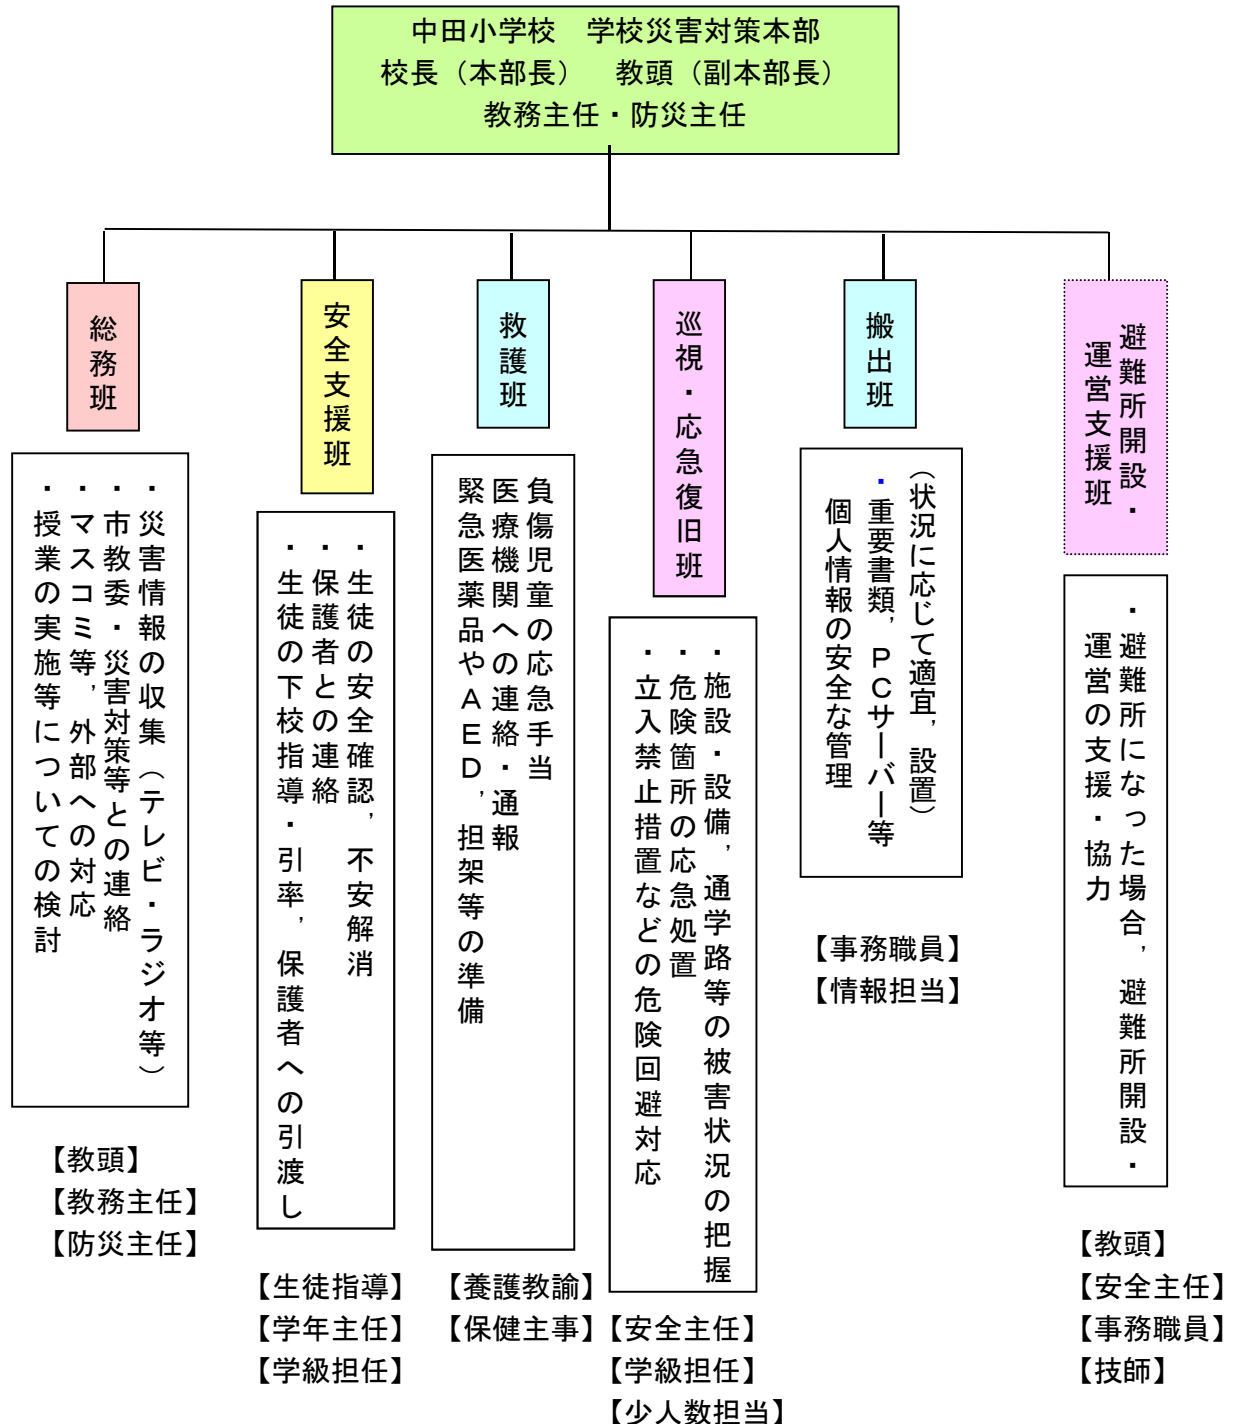 中田小学校　学校災害対策本部
校長（本部長）　教頭（副本部長）
教務主任・防災主任
総務班
・災害情報の収集（テレビ・ラジオ等）
・市教委・災害対策等との連絡
・マスコミ等，外部への対応
・授業の実施等についての検討
【教頭】
【教務主任】
【防災主任】
安全支援班
・生徒の安全確認，不安解消
・保護者との連絡
・生徒の下校指導・引率，保護者への引渡し
【生徒指導】
【学年主任】
【学級担任】
救護班
負傷児童の応急手当
医療機関への連絡・通報
緊急医薬品やＡＥＤ，担架等の準備
【養護教諭】
【保健主事】
巡視・応急復旧班
・施設・設備，通学路等の被害状況の把握
・危険箇所の応急処置
・立入禁止措置などの危険回避対応
【安全主任】
【学級担任】
【少人数担当】
搬出班
（状況に応じて適宜，設置）
・重要書類，ＰＣサーバー等
個人情報の安全な管理
【事務職員】
【情報担当】
避難所開設・
運営支援班
・避難所になった場合，避難所開設・
運営の支援・協力
【教頭】
【安全主任】
【事務職員】
【技師】